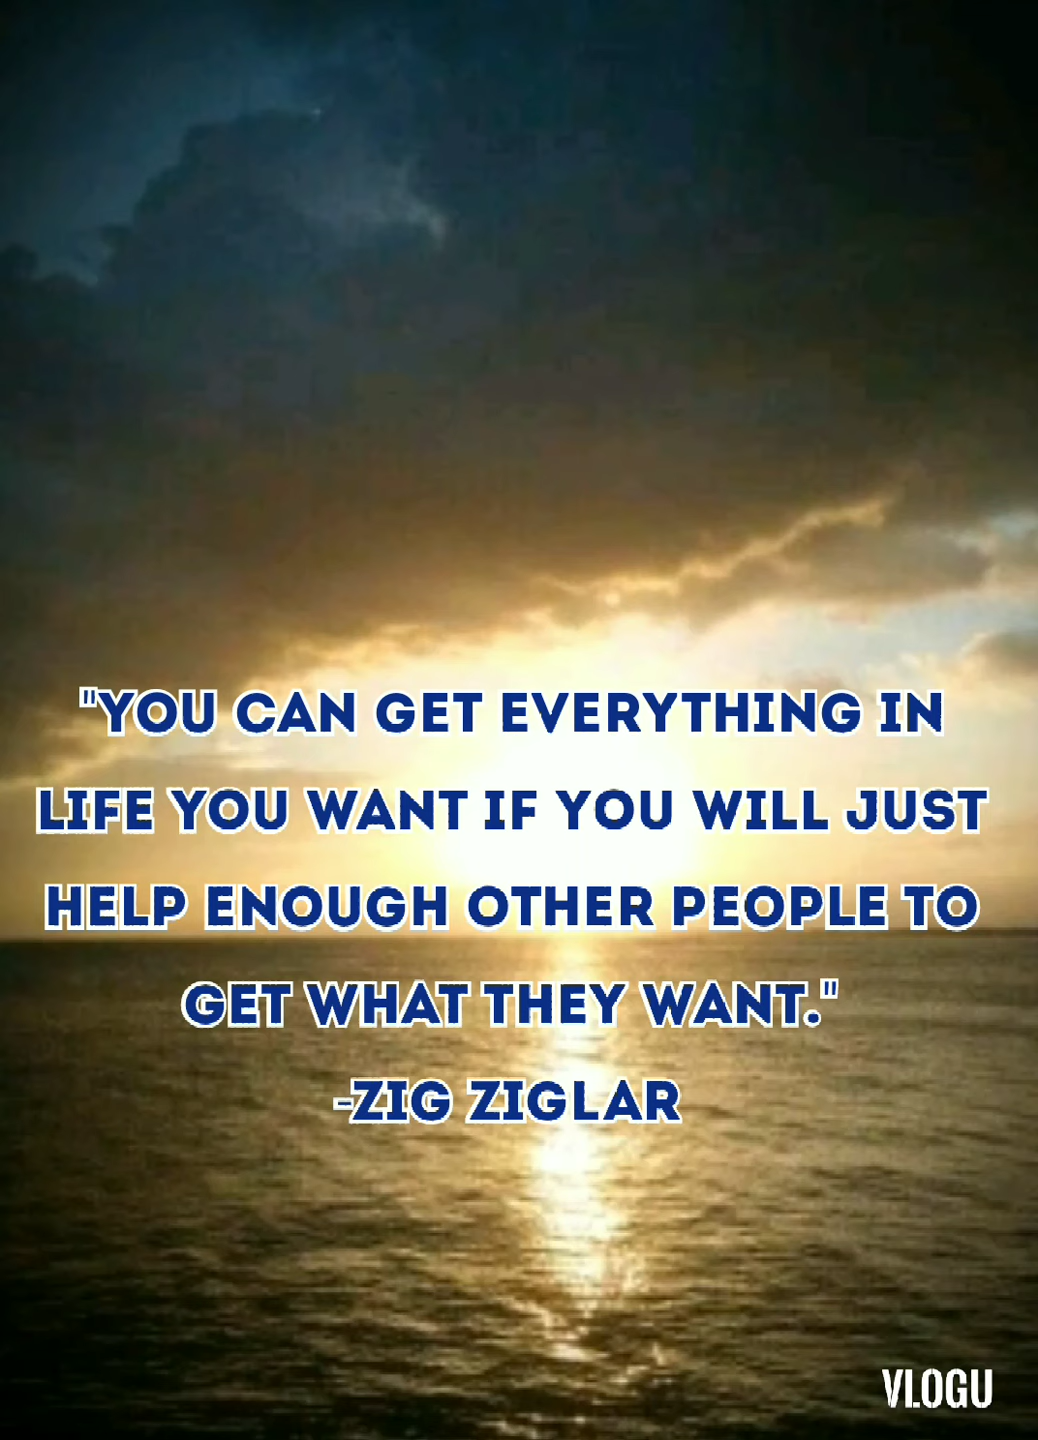 "YOU CAN GET EVERYTHING IN
LIFE YOU WANT IF YOU WILL JUST
HELP ENOUGH OTHER PEOPLE TO
GET WHAT THEY WANT."
-ZIG ZIGLAR
VLOGU